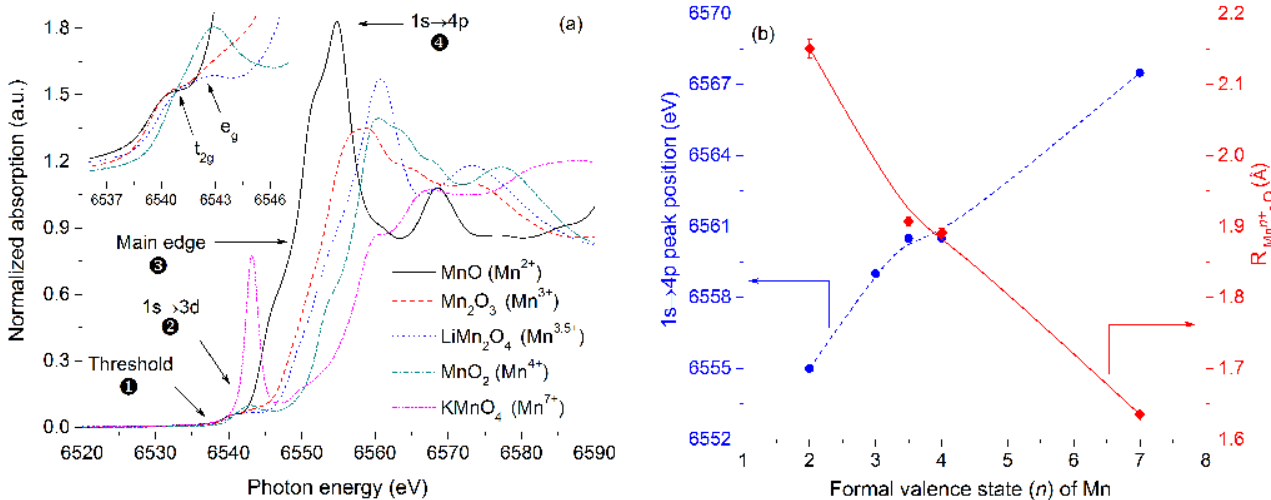 (a)
1s→4p
❹
Normalized absorption (a.u.)
1.8
1.5
1.2
0.9
0.6
0.3
0.0
e_g
t_2g
6537 6540 6543 6546
Main edge
❸
1s→3d
❷
Threshold
❶
MnO (Mn²⁺)
Mn₂O₃ (Mn³⁺)
LiMn₂O₄ (Mn³·⁵⁺)
MnO₂ (Mn⁴⁺)
KMnO₄ (Mn⁷⁺)
6520 6530 6540 6550 6560 6570 6580 6590
Photon energy (eV)
(b)
1s→4p peak position (eV)
6570
6567
6564
6561
6558
6555
6552
2.2
2.1
2.0
1.9
1.8
1.7
1.6
R_Mnⁿ⁺-O (Å)
1 2 3 4 5 6 7 8
Formal valence state (n) of Mn